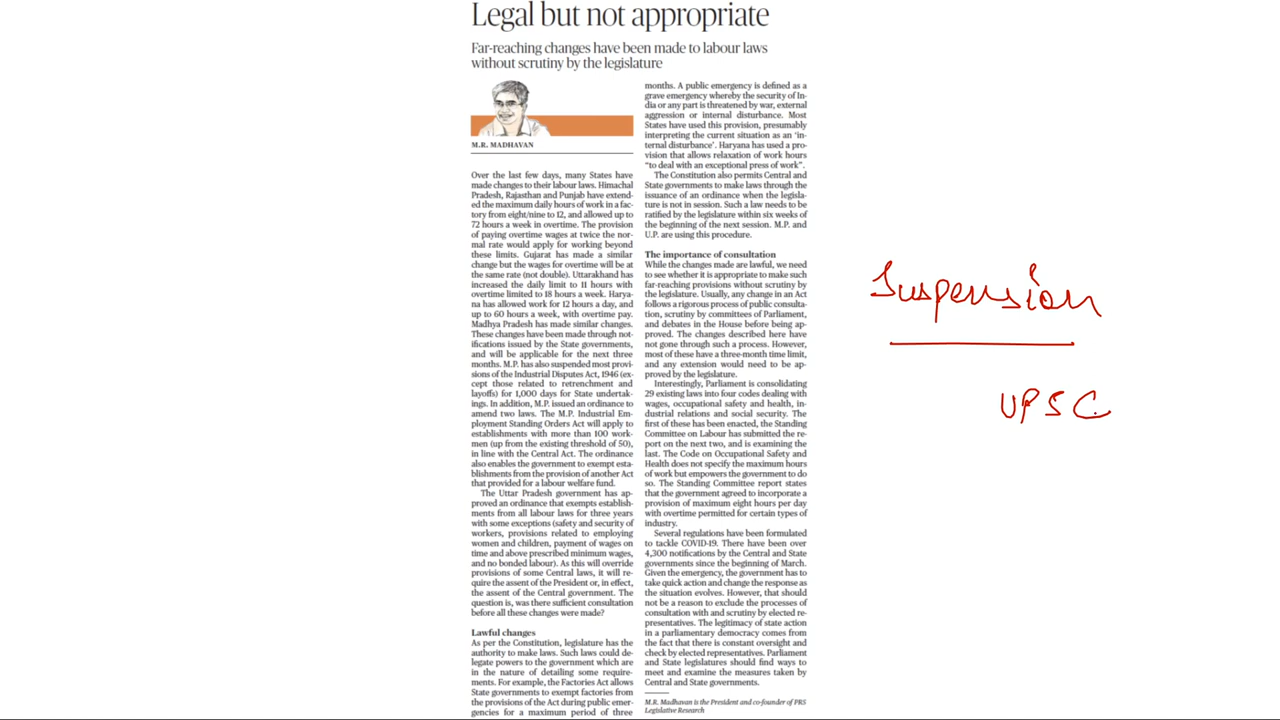 Legal but not appropriate
Far-reaching changes have been made to labour laws
without scrutiny by the legislature
M.R. MADHAVAN
Over the last few days, many States have
made changes to their labour laws. Himachal
Pradesh, Rajasthan and Punjab have extend-
ed the maximum daily hours of work in a fac-
tory from eight/nine to 12, and allowed up to
72 hours a week in overtime. The provision
of paying overtime wages at twice the nor-
mal rate would apply for working beyond
these limits. Gujarat has made a similar
change but the wages for overtime will be at
the same rate (not double). Uttarakhand has
increased the daily limit to 11 hours with
overtime limited to 18 hours a week. Harya-
na has allowed work for 12 hours a day, and
up to 60 hours a week, with overtime pay.
Madhya Pradesh has made similar changes.
These changes have been made through not-
ifications issued by the State governments,
and will be applicable for the next three
months. M.P. has also suspended most provi-
sions of the Industrial Disputes Act, 1946 (ex-
cept those related to retrenchment and
layoffs) for 1,000 days for State undertak-
ings. In addition, M.P. issued an ordinance to
amend two laws. The M.P. Industrial Em-
ployment Standing Orders Act will apply to
establishments with more than 100 work-
men (up from the existing threshold of 50),
in line with the Central Act. The ordinance
also enables the government to exempt esta-
blishments from the provision of another Act
that provided for a labour welfare fund.
The Uttar Pradesh government has ap-
proved an ordinance that exempts establish-
ments from all labour laws for three years
with some exceptions (safety and security of
workers, provisions related to employing
women and children, payment of wages on
time and above prescribed minimum wages,
and no bonded labour). As this will override
provisions of some Central laws, it will re-
quire the assent of the President or, in effect,
the assent of the Central government. The
question is, was there sufficient consultation
before all these changes were made?
Lawful changes
As per the Constitution, legislature has the
authority to make laws. Such laws could de-
legate powers to the government which are
in the nature of detailing some require-
ments. For example, the Factories Act allows
State governments to exempt factories from
the provisions of the Act during public emer-
gencies for a maximum period of three
months. A public emergency is defined as a
grave emergency whereby the security of In-
dia or any part is threatened by war, external
aggression or internal disturbance. Most
States have used this provision, presumably
interpreting the current situation as an ‘in-
ternal disturbance’. Haryana has used a pro-
vision that allows relaxation of work hours
“to deal with an exceptional press of work”.
The Constitution also permits Central and
State governments to make laws through the
issuance of an ordinance when the legisla-
ture is not in session. Such a law needs to be
ratified by the legislature within six weeks of
the beginning of the next session. M.P. and
U.P. are using this procedure.
The importance of consultation
While the changes made are lawful, we need
to see whether it is appropriate to make such
far-reaching provisions without scrutiny by
the legislature. Usually, any change in an Act
follows a rigorous process of public consulta-
tion, scrutiny by committees of Parliament,
and debates in the House before being ap-
proved. The changes described here have
not gone through such a process. However,
most of these have a three-month time limit,
and any extension would need to be ap-
proved by the legislature.
Interestingly, Parliament is consolidating
29 existing laws into four codes dealing with
wages, occupational safety and health, in-
dustrial relations and social security. The
first of these has been enacted, the Standing
Committee on Labour has submitted the re-
port on the next two, and is examining the
last. The Code on Occupational Safety and
Health does not specify the maximum hours
of work but empowers the government to do
so. The Standing Committee report states
that the government agreed to incorporate a
provision of maximum eight hours per day
with overtime permitted for certain types of
industry.
Several regulations have been formulated
to tackle COVID-19. There have been over
4,300 notifications by the Central and State
governments since the beginning of March.
Given the emergency, the government has to
take quick action and change the response as
the situation evolves. However, that should
not be a reason to exclude the processes of
consultation with and scrutiny by elected re-
presentatives. The legitimacy of state action
in a parliamentary democracy comes from
the fact that there is constant oversight and
check by elected representatives. Parliament
and State legislatures should find ways to
meet and examine the measures taken by
Central and State governments.
M.R. Madhavan is the President and co-founder of PRS
Legislative Research
Suspension
UPSC